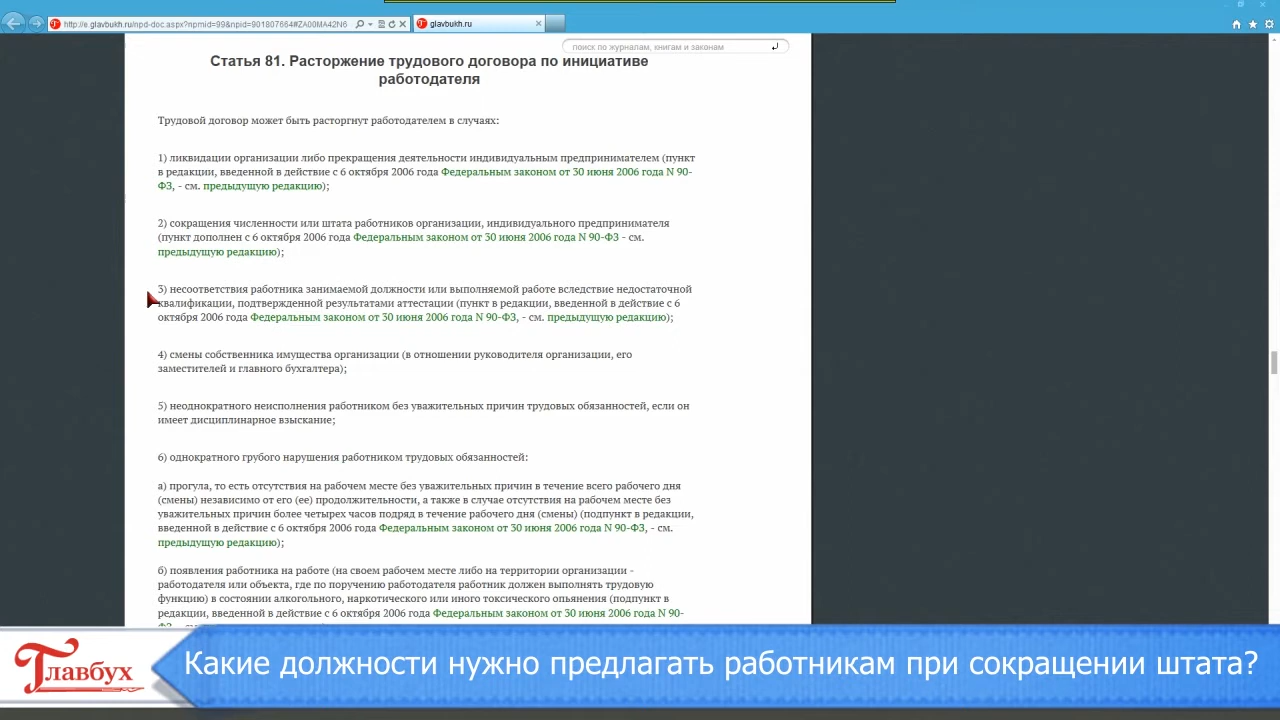 http://e.glavbukh.ru/npd-doc.aspx?npmid=99&npid=901807664#ZA00MA42N6
glavbukh.ru
поиск по журналам, книгам и законам
Статья 81. Расторжение трудового договора по инициативе
работодателя
Трудовой договор может быть расторгнут работодателем в случаях:
1) ликвидации организации либо прекращения деятельности индивидуальным предпринимателем (пункт
в редакции, введенной в действие с 6 октября 2006 года Федеральным законом от 30 июня 2006 года N 90-
ФЗ, - см. предыдущую редакцию);
2) сокращения численности или штата работников организации, индивидуального предпринимателя
(пункт дополнен с 6 октября 2006 года Федеральным законом от 30 июня 2006 года N 90-ФЗ - см.
предыдущую редакцию);
3) несоответствия работника занимаемой должности или выполняемой работе вследствие недостаточной
квалификации, подтвержденной результатами аттестации (пункт в редакции, введенной в действие с 6
октября 2006 года Федеральным законом от 30 июня 2006 года N 90-ФЗ, - см. предыдущую редакцию);
4) смены собственника имущества организации (в отношении руководителя организации, его
заместителей и главного бухгалтера);
5) неоднократного неисполнения работником без уважительных причин трудовых обязанностей, если он
имеет дисциплинарное взыскание;
6) однократного грубого нарушения работником трудовых обязанностей:
а) прогула, то есть отсутствия на рабочем месте без уважительных причин в течение всего рабочего дня
(смены) независимо от его (ее) продолжительности, а также в случае отсутствия на рабочем месте без
уважительных причин более четырех часов подряд в течение рабочего дня (смены) (подпункт в редакции,
введенной в действие с 6 октября 2006 года Федеральным законом от 30 июня 2006 года N 90-ФЗ, - см.
предыдущую редакцию);
б) появления работника на работе (на своем рабочем месте либо на территории организации -
работодателя или объекта, где по поручению работодателя работник должен выполнять трудовую
функцию) в состоянии алкогольного, наркотического или иного токсического опьянения (подпункт в
редакции, введенной в действие с 6 октября 2006 года Федеральным законом от 30 июня 2006 года N 90-
Главбух
Какие должности нужно предлагать работникам при сокращении штата?